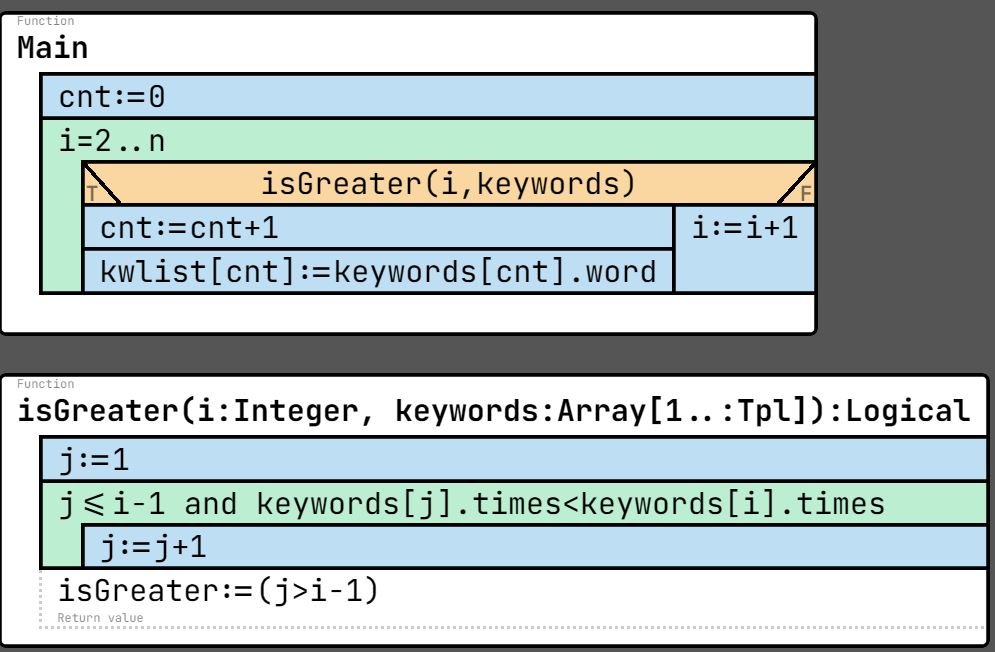 Function
Main
cnt:=0
i=2..n
T
isGreater(i,keywords)
F
cnt:=cnt+1
i:=i+1
kwlist[cnt]:=keywords[cnt].word
Function
isGreater(i:Integer, keywords:Array[1..:Tpl]):Logical
j:=1
j≤i-1 and keywords[j].times<keywords[i].times
j:=j+1
isGreater:=(j>i-1)
Return value